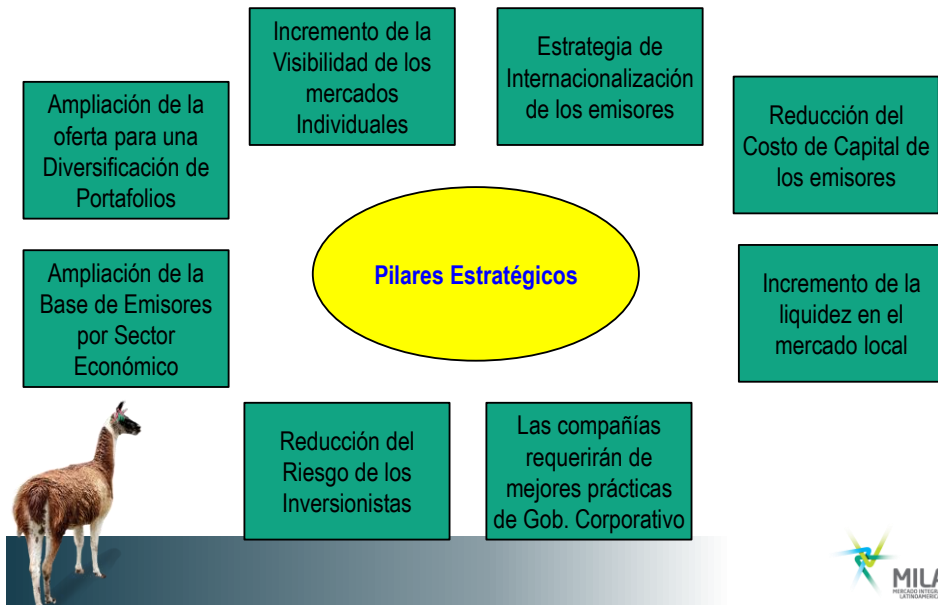 Incremento de la
Visibilidad de los
mercados
Individuales
Estrategia de
Internacionalización
de los emisores
Ampliación de la
oferta para una
Diversificación de
Portafolios
Reducción del
Costo de Capital de
los emisores
Pilares Estratégicos
Ampliación de la
Base de Emisores
por Sector
Económico
Incremento de la
liquidez en el
mercado local
Reducción del
Riesgo de los
Inversionistas
Las compañías
requerirán de
mejores prácticas
de Gob. Corporativo
MILA
MERCADO INTEGR
LATINOAMERIC